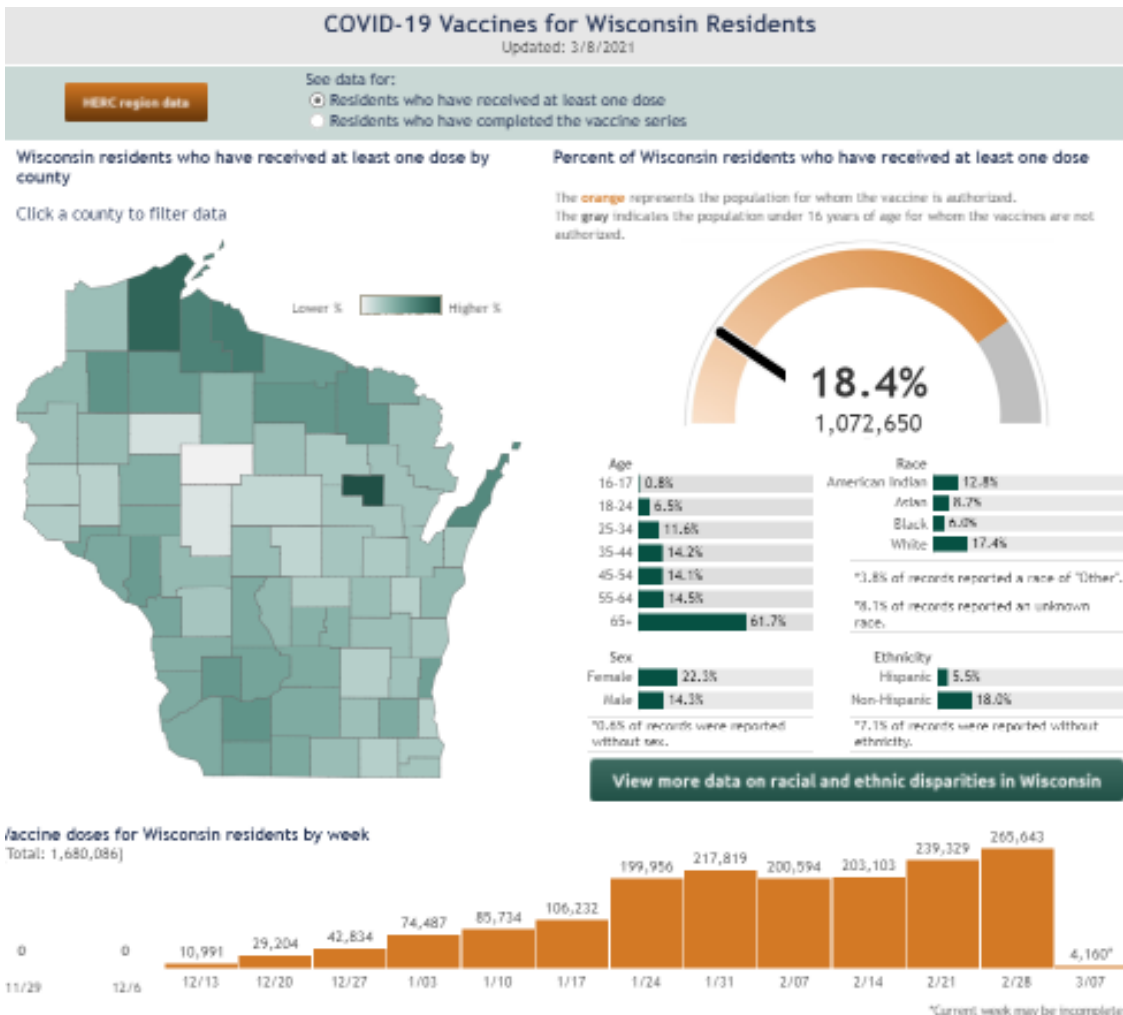 COVID-19 Vaccines for Wisconsin Residents
Updated: 3/8/2021
HERC region data
See data for:
Residents who have received at least one dose
Residents who have completed the vaccine series
Wisconsin residents who have received at least one dose by
county
Click a county to filter data
Lower %
Higher %
Percent of Wisconsin residents who have received at least one dose
The orange represents the population for whom the vaccine is authorized.
The gray indicates the population under 16 years of age for whom the vaccines are not
authorized.
18.4%
1,072,650
Age
16-17 0.8%
18-24 6.5%
25-34 11.6%
35-44 14.2%
45-54 14.1%
55-64 14.5%
65+ 61.7%
Race
American Indian 12.8%
Asian 8.7%
Black 6.0%
White 17.4%
*3.8% of records reported a race of "Other".
*8.1% of records reported an unknown
race.
Sex
Female 22.3%
Male 14.3%
*0.6% of records were reported
without sex.
Ethnicity
Hispanic 5.5%
Non-Hispanic 18.0%
*7.1% of records were reported without
ethnicity.
View more data on racial and ethnic disparities in Wisconsin
Vaccine doses for Wisconsin residents by week
Total: 1,680,086)
0 0 10,991 29,204 42,834 74,487 85,734 106,232 199,956 217,819 200,594 203,103 239,329 265,643 4,160*
11/29 12/6 12/13 12/20 12/27 1/03 1/10 1/17 1/24 1/31 2/07 2/14 2/21 2/28 3/07
*Current week may be incomplete